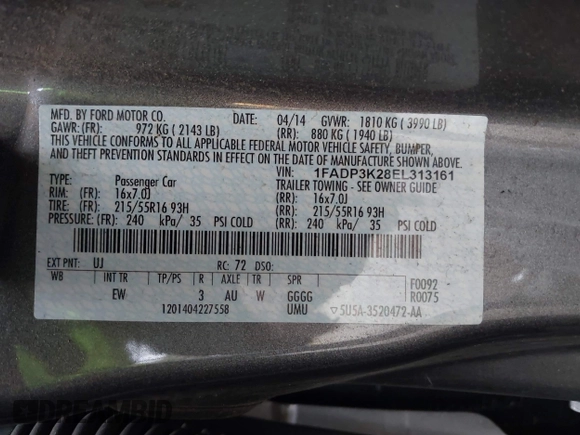 MFD. BY FORD MOTOR CO. DATE: 04/14 GVWR: 1810 KG ( 3990 LB)
GAWR: (FR): 972 KG ( 2143 LB) (RR): 880 KG ( 1940 LB)
THIS VEHICLE CONFORMS TO ALL APPLICABLE FEDERAL MOTOR VEHICLE SAFETY, BUMPER,
AND THEFT PREVENTION STANDARDS IN EFFECT ON THE DATE OF MANUFACTURE SHOWN ABOVE.
VIN: 1FADP3K28EL313161
TYPE: Passenger Car TRAILER TOWING - SEE OWNER GUIDE
RIM: (FR): 16x7.0J (RR): 16x7.0J
TIRE: (FR): 215/55R16 93H (RR): 215/55R16 93H
PRESSURE: (FR): 240 kPa/ 35 PSI COLD (RR): 240 kPa/ 35 PSI COLD
EXT PNT: UJ RC: 72 DSO:
WB INT TR TP/PS R AXLE TR SPR F0092
EW 3 AU W GGGG R0075
1201404227558 UMU ▽5U5A-3520472-AA